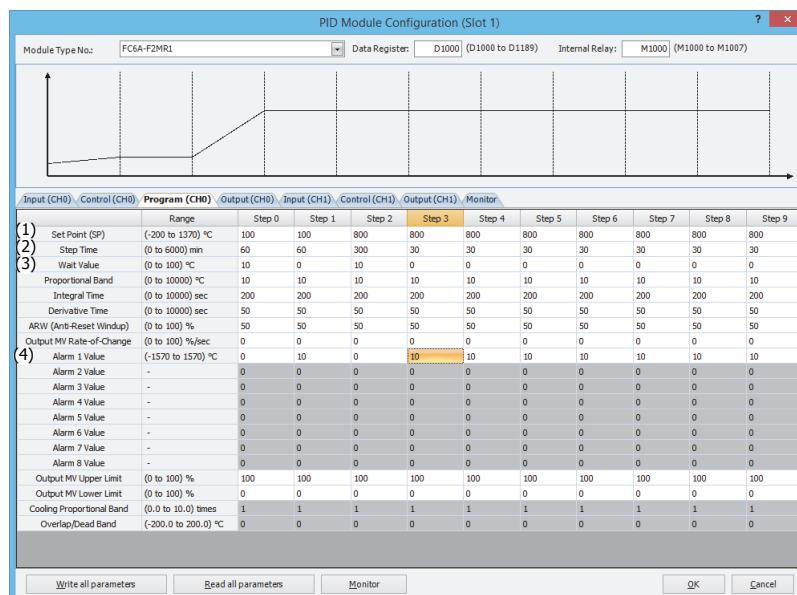 PID Module Configuration (Slot 1) ? ×
Module Type No.: FC6A-F2MR1 Data Register: D1000 (D1000 to D1189) Internal Relay: M1000 (M1000 to M1007)
Input (CH0) Control (CH0) Program (CH0) Output (CH0) Input (CH1) Control (CH1) Output (CH1) Monitor
Range Step 0 Step 1 Step 2 Step 3 Step 4 Step 5 Step 6 Step 7 Step 8 Step 9
(1) Set Point (SP) (-200 to 1370) °C 100 100 800 800 800 800 800 800 800 800
(2) Step Time (0 to 6000) min 60 60 300 30 30 30 30 30 30 30
(3) Wait Value (0 to 100) °C 10 0 10 0 0 0 0 0 0 0
Proportional Band (0 to 10000) °C 10 10 10 10 10 10 10 10 10 10
Integral Time (0 to 10000) sec 200 200 200 200 200 200 200 200 200 200
Derivative Time (0 to 10000) sec 50 50 50 50 50 50 50 50 50 50
ARW (Anti-Reset Windup) (0 to 100) % 50 50 50 50 50 50 50 50 50 50
Output MV Rate-of-Change (0 to 100) %/sec 0 0 0 0 0 0 0 0 0 0
(4) Alarm 1 Value (-1570 to 1570) °C 0 10 0 10 10 10 10 10 10 10
Alarm 2 Value - 0 0 0 0 0 0 0 0 0 0
Alarm 3 Value - 0 0 0 0 0 0 0 0 0 0
Alarm 4 Value - 0 0 0 0 0 0 0 0 0 0
Alarm 5 Value - 0 0 0 0 0 0 0 0 0 0
Alarm 6 Value - 0 0 0 0 0 0 0 0 0 0
Alarm 7 Value - 0 0 0 0 0 0 0 0 0 0
Alarm 8 Value - 0 0 0 0 0 0 0 0 0 0
Output MV Upper Limit (0 to 100) % 100 100 100 100 100 100 100 100 100 100
Output MV Lower Limit (0 to 100) % 0 0 0 0 0 0 0 0 0 0
Cooling Proportional Band (0.0 to 10.0) times 1 1 1 1 1 1 1 1 1 1
Overlap/Dead Band (-200.0 to 200.0) °C 0 0 0 0 0 0 0 0 0 0
Write all parameters Read all parameters Monitor OK Cancel